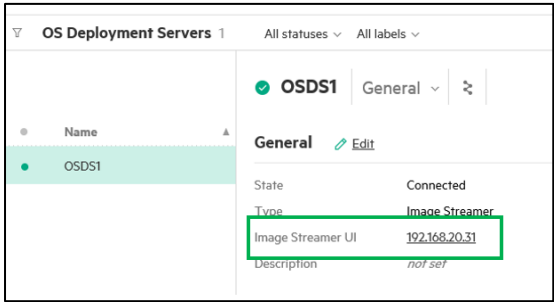 OS Deployment Servers 1 All statuses All labels
OSDS1 General
Name
General Edit
OSDS1
State Connected
Type Image Streamer
Image Streamer UI 192.168.20.31
Description not set